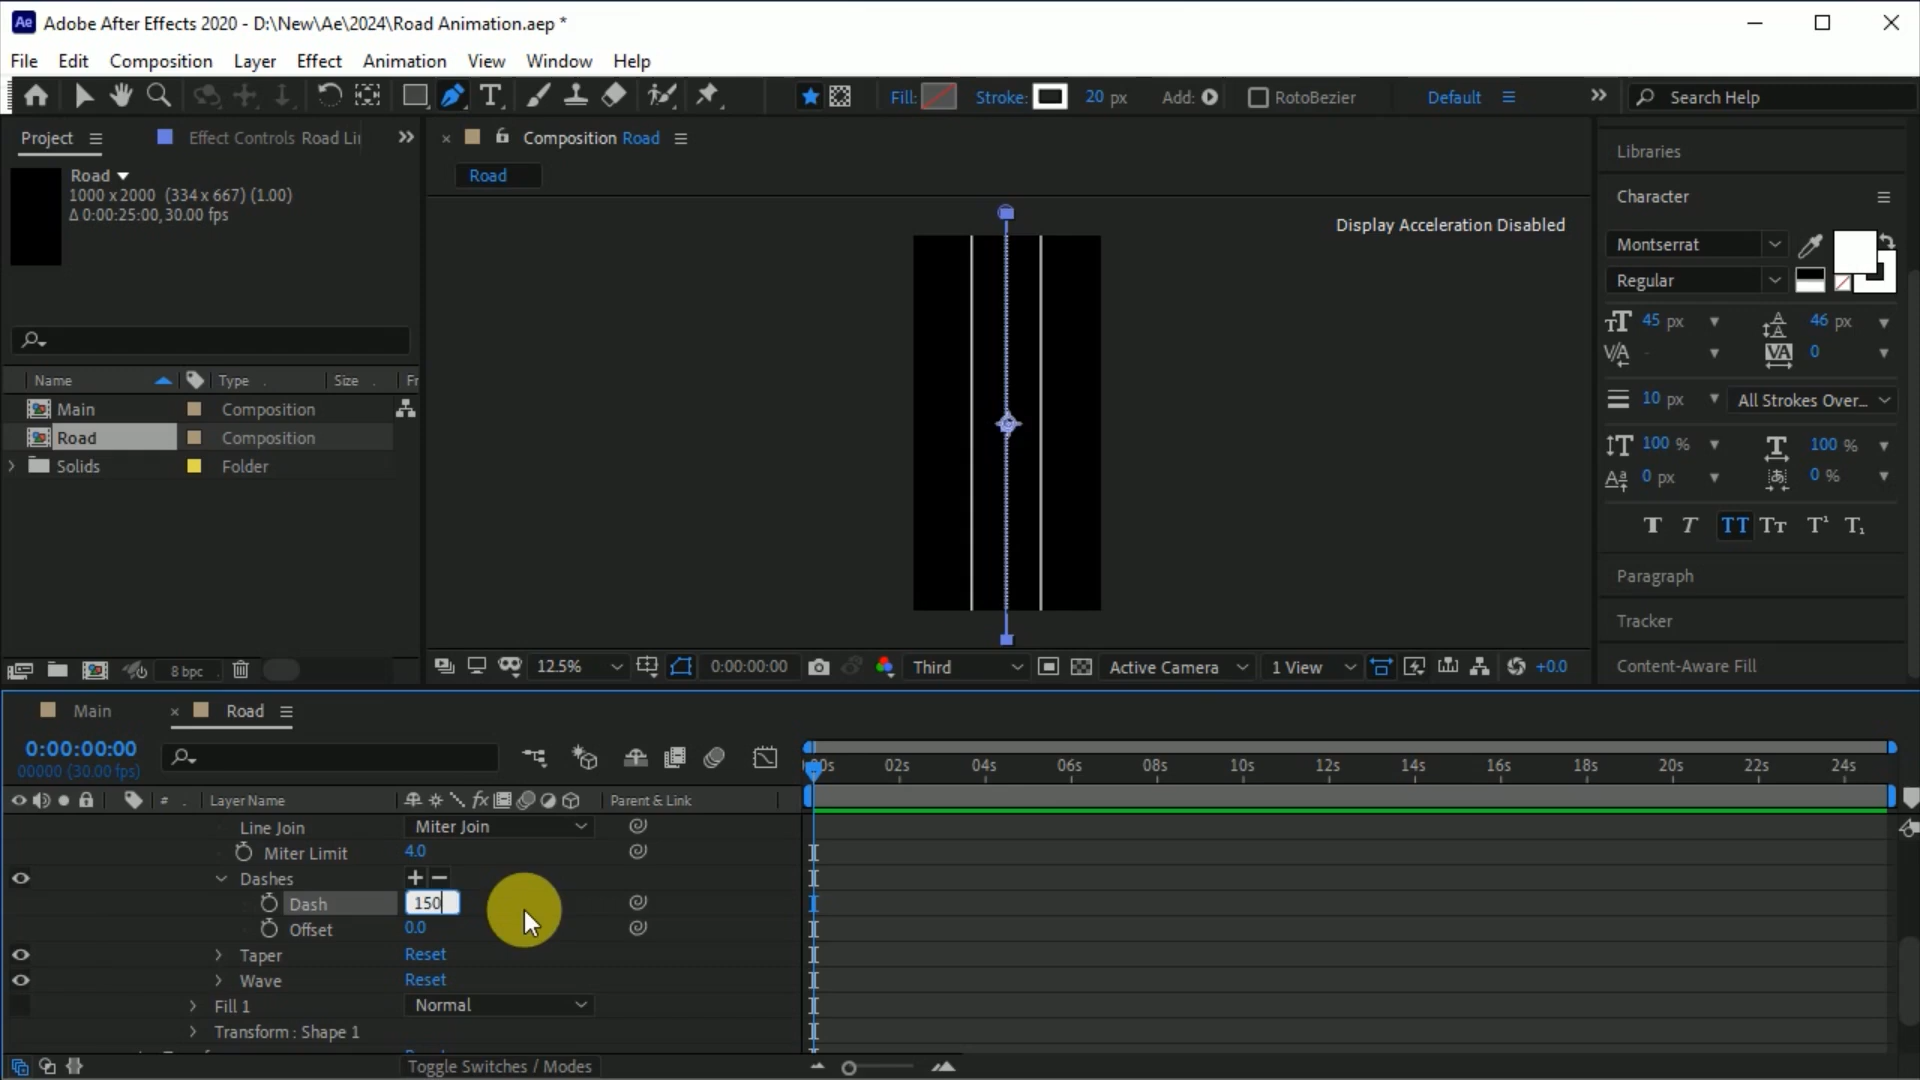 Adobe After Effects 2020 - D:\New\Ae\2024\Road Animation.aep *
File Edit Composition Layer Effect Animation View Window Help
Fill: Stroke: 20 px Add: RotoBezier Default Search Help
Project Effect Controls Road Li
Composition Road
Libraries
Road
1000 x 2000 (334 x 667) (1.00)
Δ 0:00:25:00, 30.00 fps
Road
Character
Display Acceleration Disabled
Montserrat
Regular
45 px 46 px
0
Name Type Size Fr
Main Composition
Road Composition
Solids Folder
10 px All Strokes Over...
100 % 100 %
0 px 0 %
Paragraph
Tracker
Content-Aware Fill
8 bpc
12.5% 0:00:00:00 Third Active Camera 1 View +0.0
Main Road
0:00:00:00
00000 (30.00 fps)
00s 02s 04s 06s 08s 10s 12s 14s 16s 18s 20s 22s 24s
# Layer Name Parent & Link
Line Join Miter Join
Miter Limit 4.0
Dashes
Dash 150
Offset 0.0
Taper Reset
Wave Reset
Fill 1 Normal
Transform : Shape 1
Toggle Switches / Modes